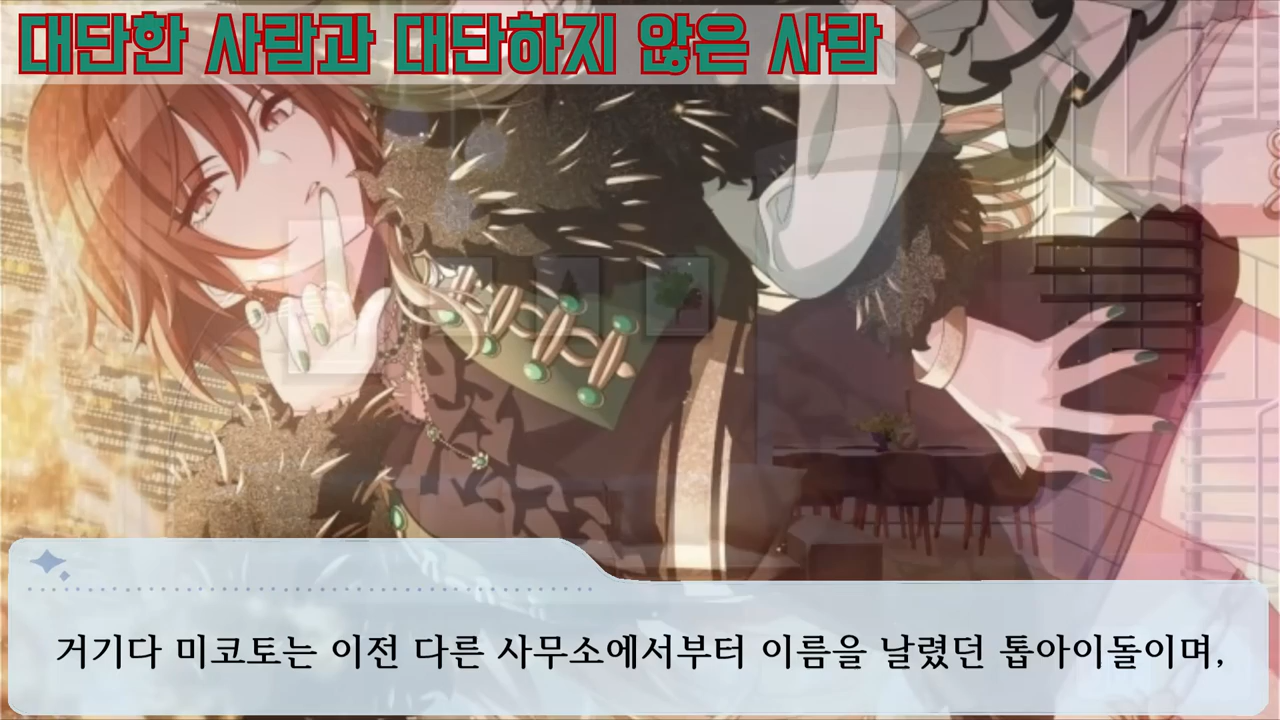 대단한 사람과 대단하지 않은 사람
거기다 미코토는 이전 다른 사무소에서부터 이름을 날렸던 톱아이돌이며,